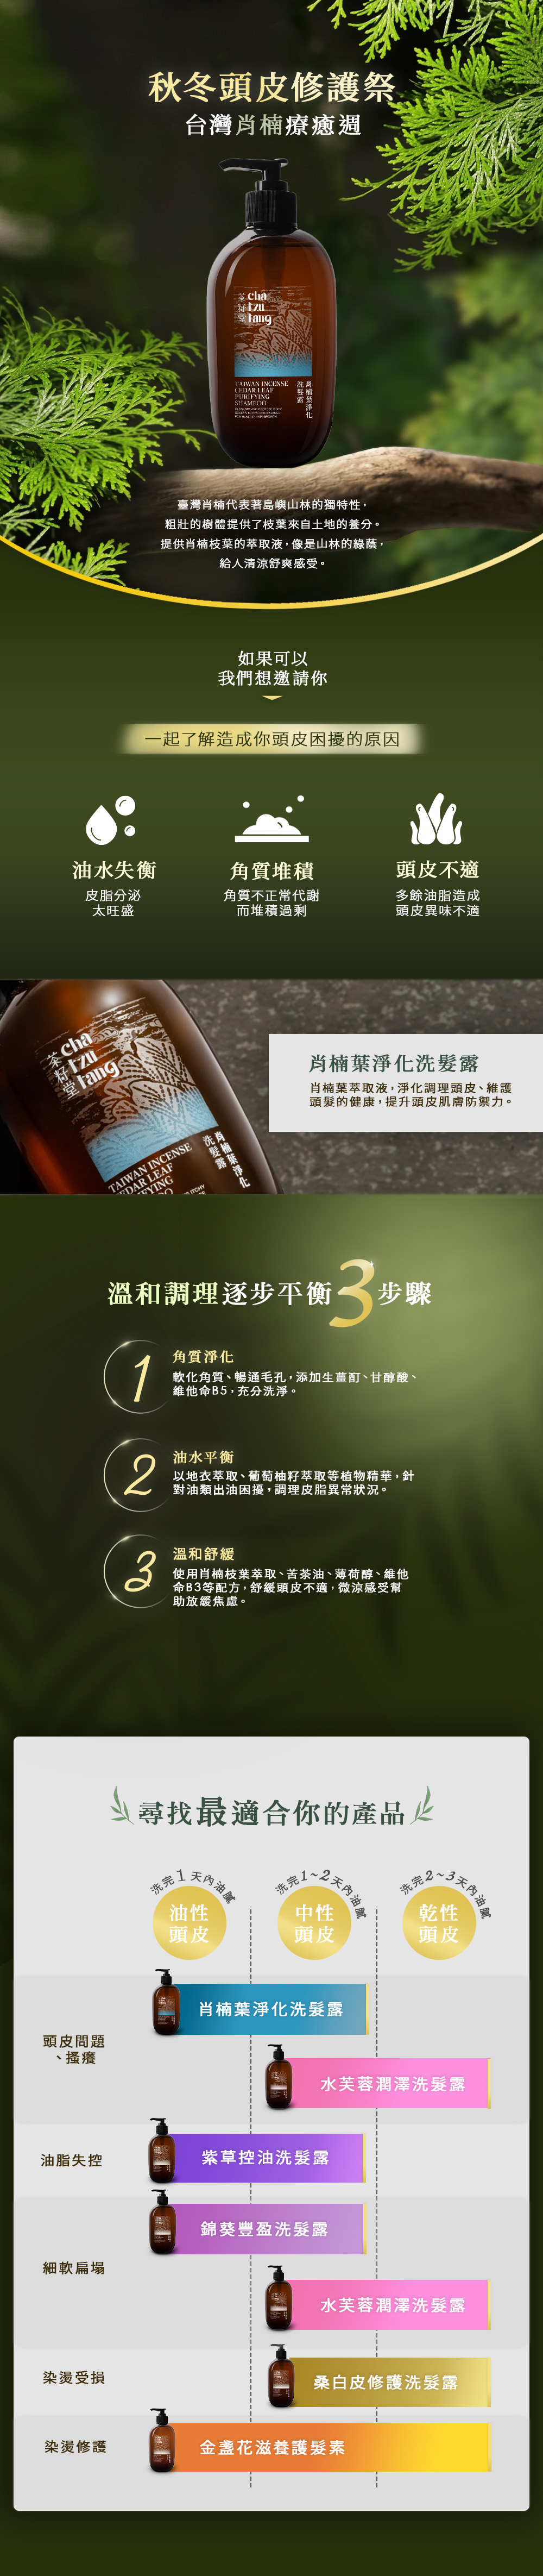 秋冬頭皮修護祭
台灣肖楠療癒週
茶籽堂
cha
tzu
tang
TAIWAN INCENSE
CEDAR LEAF
PURIFYING
SHAMPOO
肖楠葉淨化
洗髮露
臺灣肖楠代表著島嶼山林的獨特性，
粗壯的樹體提供了枝葉來自土地的養分。
提供肖楠枝葉的萃取液，像是山林的綠蔭，
給人清涼舒爽感受。
如果可以
我們想邀請你
一起了解造成你頭皮困擾的原因
油水失衡
皮脂分泌
太旺盛
角質堆積
角質不正常代謝
而堆積過剩
頭皮不適
多餘油脂造成
頭皮異味不適
茶籽堂
cha
tzu
tang
TAIWAN INCENSE
CEDAR LEAF
肖楠葉淨化
洗髮露
肖楠葉淨化洗髮露
肖楠葉萃取液，淨化調理頭皮、維護
頭髮的健康，提升頭皮肌膚防禦力。
溫和調理逐步平衡3步驟
1
角質淨化
軟化角質、暢通毛孔，添加生薑酊、甘醇酸、
維他命B5，充分洗淨。
2
油水平衡
以地衣萃取、葡萄柚籽萃取等植物精華，針
對油類出油困擾，調理皮脂異常狀況。
3
溫和舒緩
使用肖楠枝葉萃取、苦茶油、薄荷醇、維他
命B3等配方，舒緩頭皮不適，微涼感受幫
助放緩焦慮。
尋找最適合你的產品
洗完1天內油膩
油性
頭皮
洗完1~2天內油膩
中性
頭皮
洗完2~3天內油膩
乾性
頭皮
頭皮問題
、搔癢
肖楠葉淨化洗髮露
水芙蓉潤澤洗髮露
油脂失控
紫草控油洗髮露
細軟扁塌
錦葵豐盈洗髮露
水芙蓉潤澤洗髮露
染燙受損
桑白皮修護洗髮露
染燙修護
金盞花滋養護髮素